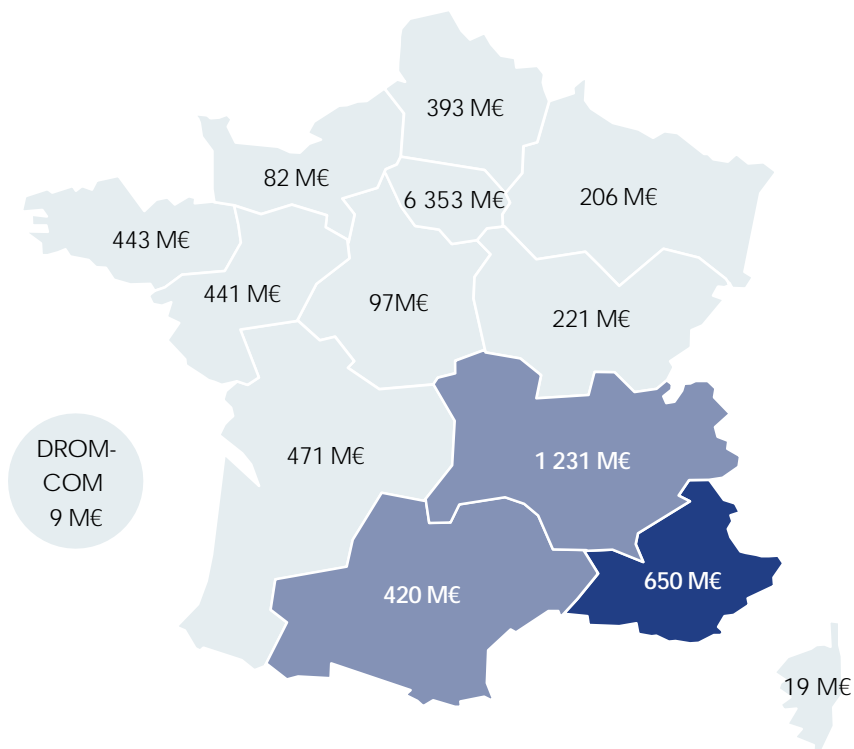 393 M€
82 M€
6 353 M€
206 M€
443 M€
441 M€
97M€
221 M€
DROM-
COM
9 M€
471 M€
1 231 M€
420 M€
650 M€
19 M€